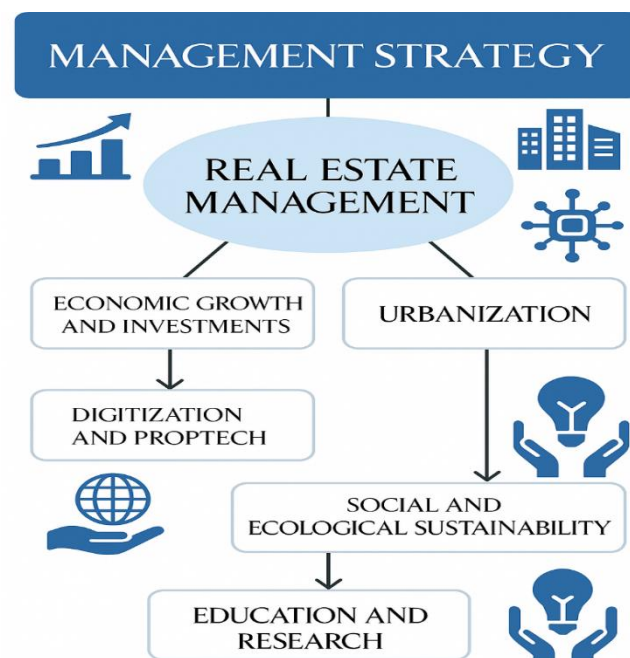 MANAGEMENT STRATEGY
REAL ESTATE
MANAGEMENT
ECONOMIC GROWTH
AND INVESTMENTS
URBANIZATION
DIGITIZATION
AND PROPTECH
SOCIAL AND
ECOLOGICAL SUSTAINABILITY
EDUCATION AND
RESEARCH